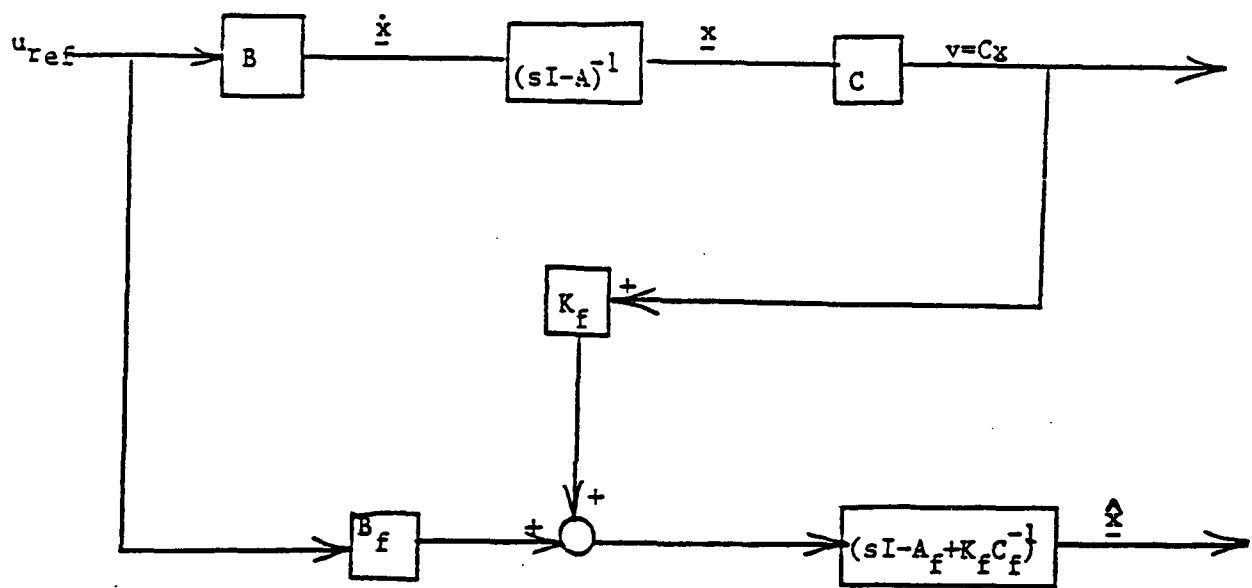 u_ref
B
ẋ
(sI-A)^-1
x
C
v=Cx
K_f
+
+
+
B_f
(sI-A_f+K_fC_f^-1)
x̂